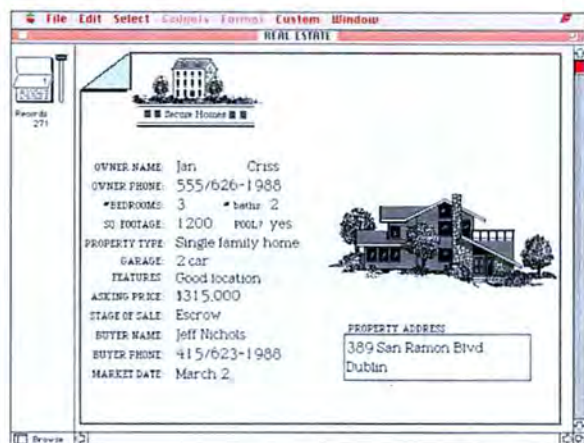 File Edit Select Gadgets Format Custom Window
REAL ESTATE
1
Records
271
Secure Homes
OWNER NAME: Jan Criss
OWNER PHONE: 555/626-1988
#BEDROOMS: 3 # baths: 2
SQ FOOTAGE: 1200 POOL? yes
PROPERTY TYPE: Single family home
GARAGE: 2 car
FEATURES: Good location
ASKING PRICE: $315,000
STAGE OF SALE: Escrow
BUYER NAME: Jeff Nichols
BUYER PHONE: 415/623-1988
MARKET DATE: March 2
PROPERTY ADDRESS
389 San Ramon Blvd
Dublin
Browse